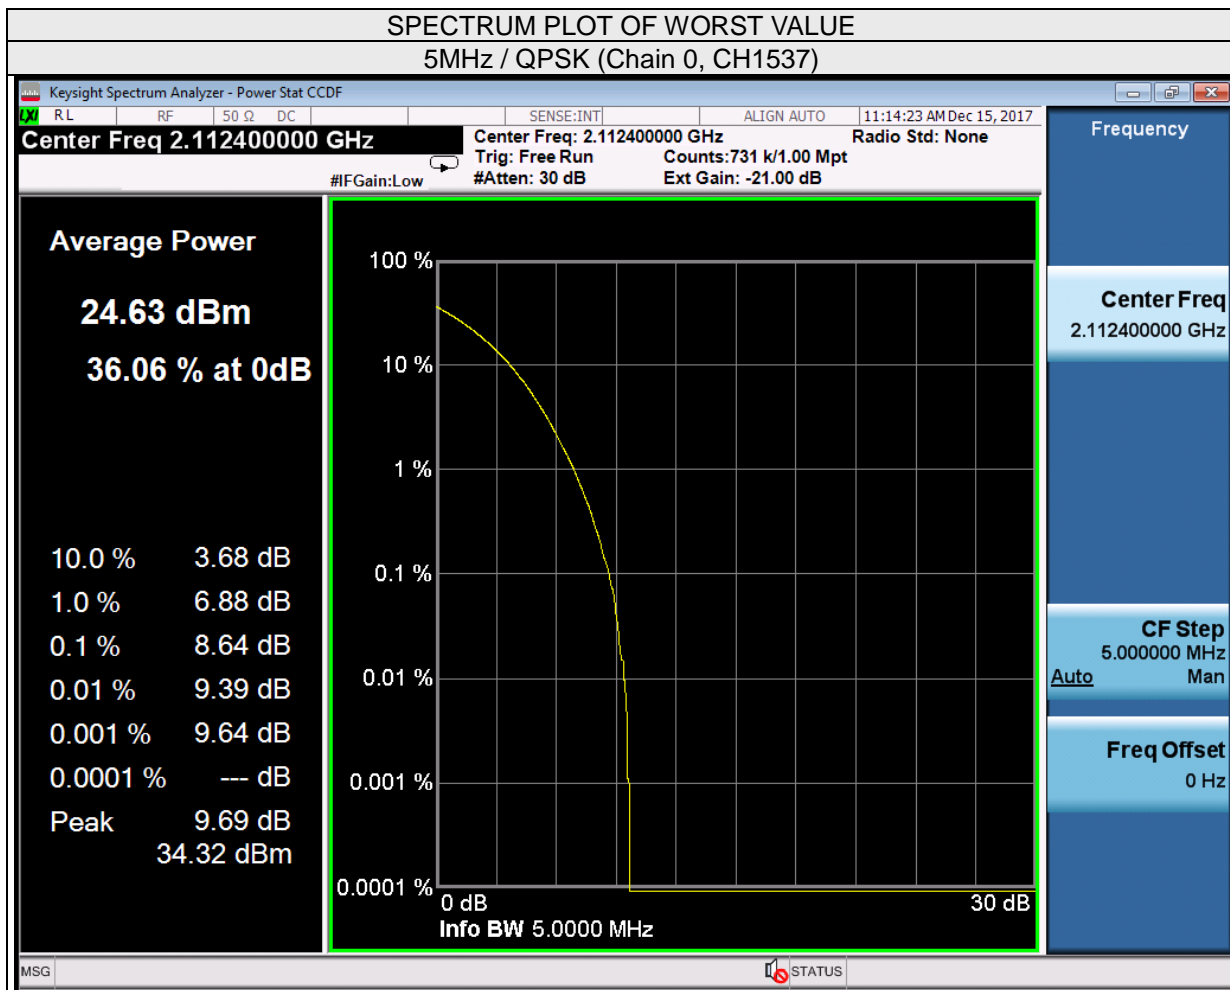 SPECTRUM PLOT OF WORST VALUE
5MHz / QPSK (Chain 0, CH1537)
Keysight Spectrum Analyzer - Power Stat CCDF
LXI RL RF 50 Ω DC SENSE:INT ALIGN AUTO 11:14:23 AM Dec 15, 2017
Center Freq 2.112400000 GHz
#IFGain:Low
Center Freq: 2.112400000 GHz Radio Std: None
Trig: Free Run Counts:731 k/1.00 Mpt
#Atten: 30 dB Ext Gain: -21.00 dB
Average Power
24.63 dBm
36.06 % at 0dB
10.0 % 3.68 dB
1.0 % 6.88 dB
0.1 % 8.64 dB
0.01 % 9.39 dB
0.001 % 9.64 dB
0.0001 % --- dB
Peak 9.69 dB
34.32 dBm
100 %
10 %
1 %
0.1 %
0.01 %
0.001 %
0.0001 %
0 dB 30 dB
Info BW 5.0000 MHz
Frequency
Center Freq
2.112400000 GHz
CF Step
5.000000 MHz
Auto Man
Freq Offset
0 Hz
MSG STATUS